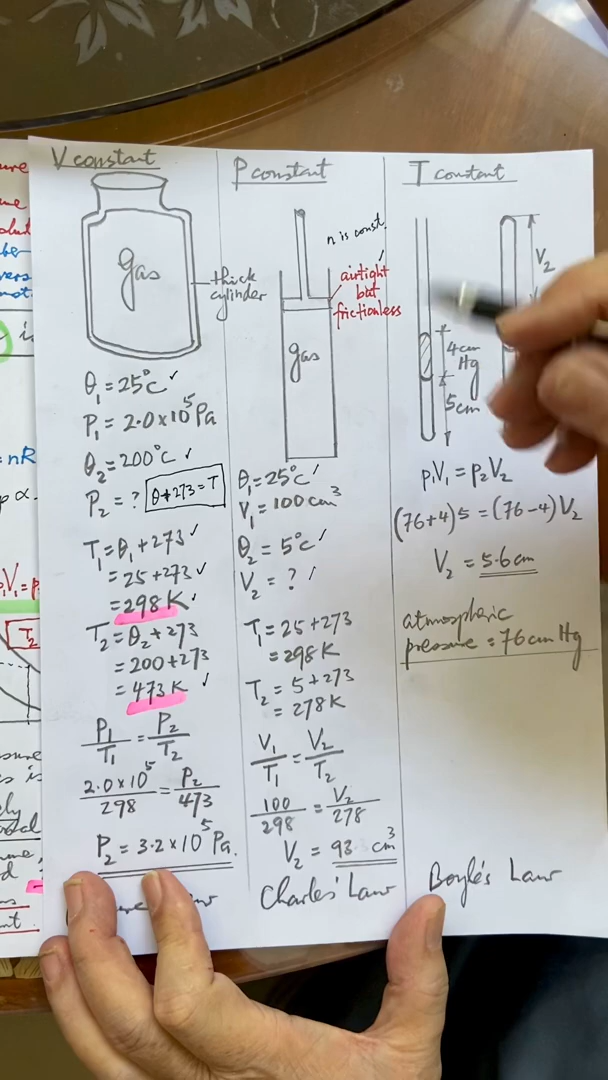 V constant
gas
thick
cylinder
θ₁ = 25°C ✓
P₁ = 2.0×10⁵ Pa
θ₂ = 200°C ✓
P₂ = ?
θ+273 = T
T₁ = θ₁ + 273 ✓
= 25 + 273 ✓
= 298 K ✓
T₂ = θ₂ + 273
= 200 + 273
= 473 K ✓
P₁/T₁ = P₂/T₂
2.0×10⁵/298 = P₂/473
P₂ = 3.2×10⁵ Pa.
P constant
n is const.
airtight
but
frictionless
gas
θ₁ = 25°C ✓
V₁ = 100 cm³
θ₂ = 5°C ✓
V₂ = ?
T₁ = 25 + 273
= 298 K
T₂ = 5 + 273
= 278 K
V₁/T₁ = V₂/T₂
100/298 = V₂/278
V₂ = 93 cm³
Charles' Law
T constant
V₂
4cm
Hg
5cm
p₁V₁ = p₂V₂
(76+4)5 = (76-4)V₂
V₂ = 5.6 cm
atmospheric
pressure = 76 cm Hg
Boyle's Law
= nR